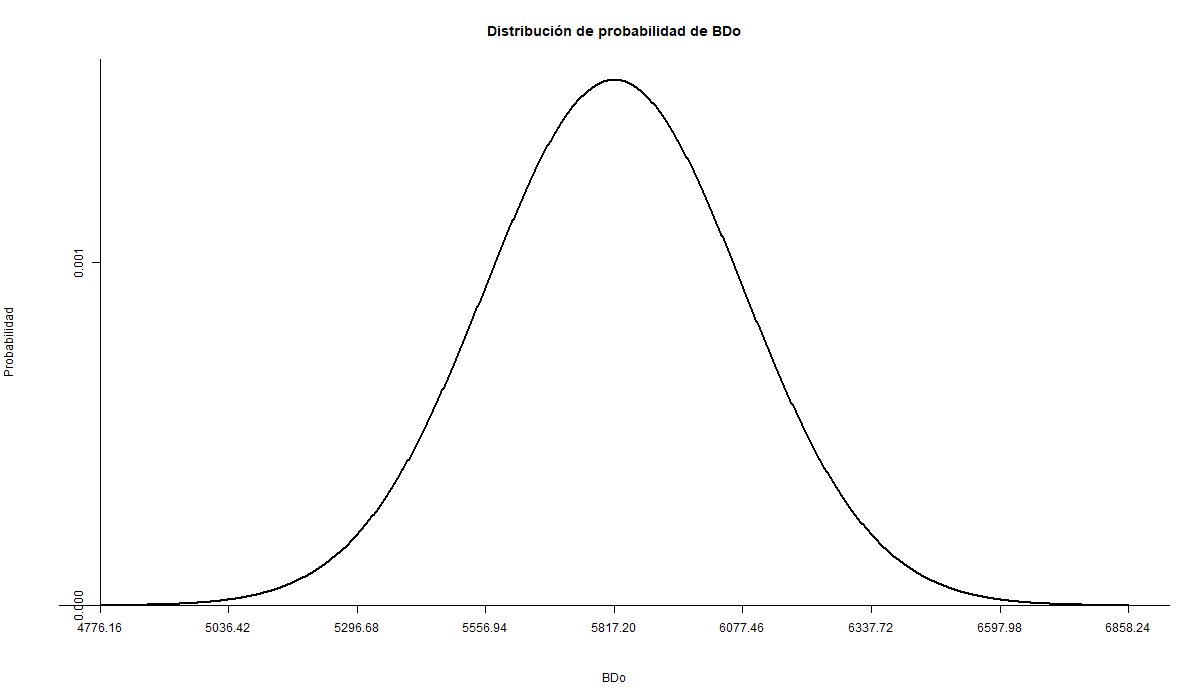 Distribución de probabilidad de BDo
Probabilidad
0.001
0.000
4776.16 5036.42 5296.68 5556.94 5817.20 6077.46 6337.72 6597.98 6858.24
BDo